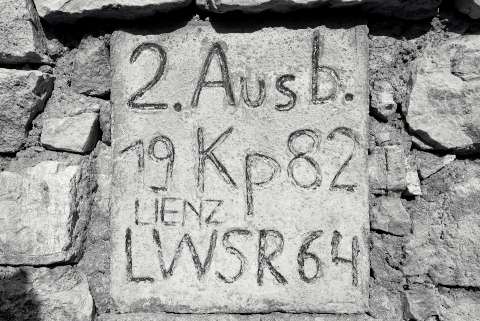 2. Ausb.
19 Kp 82
LIENZ
LWSR 64